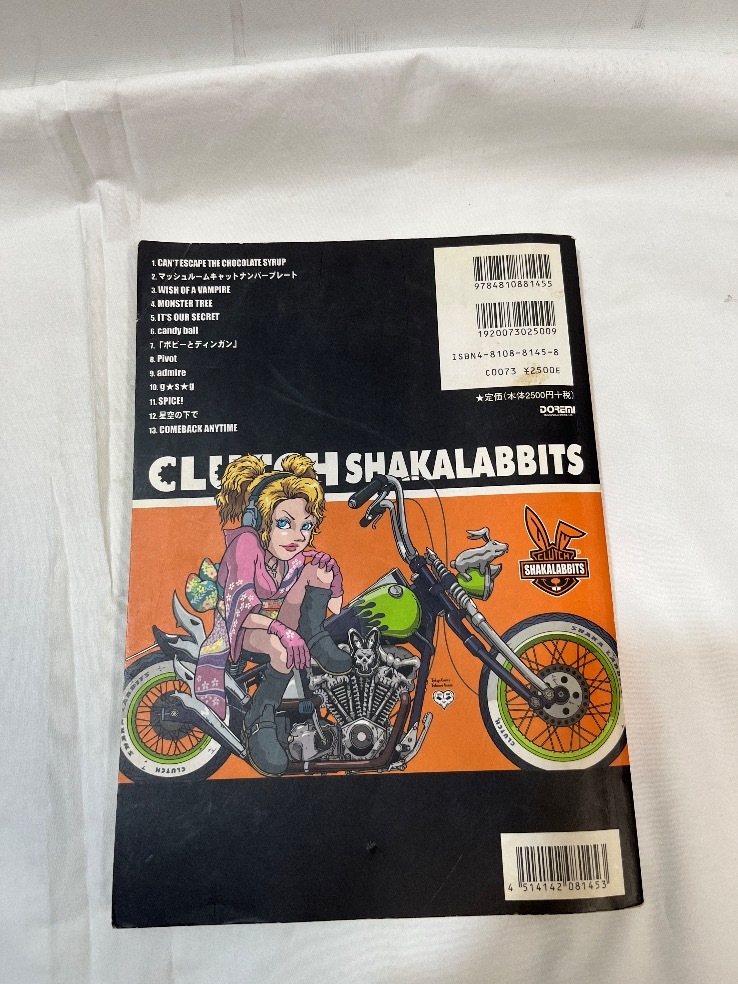 1. CAN'T ESCAPE THE CHOCOLATE SYRUP
2. マッシュルームキャットナンバープレート
3. WISH OF A VAMPIRE
4. MONSTER TREE
5. IT'S OUR SECRET
6. candy ball
7. 「ポビーとディンガン」
8. Pivot
9. admire
10. g★s★g
11. SPICE!
12. 星空の下で
13. COMEBACK ANYTIME
9784810881455
1920073025009
ISBN4-8108-8145-8
C0073 ¥2500E
★定価(本体2500円+税)
DOREMI
CLUTCH SHAKALABBITS
CLUTCH
SHAKALABBITS
CLUTCH
CLUTCH
4 514142 081453